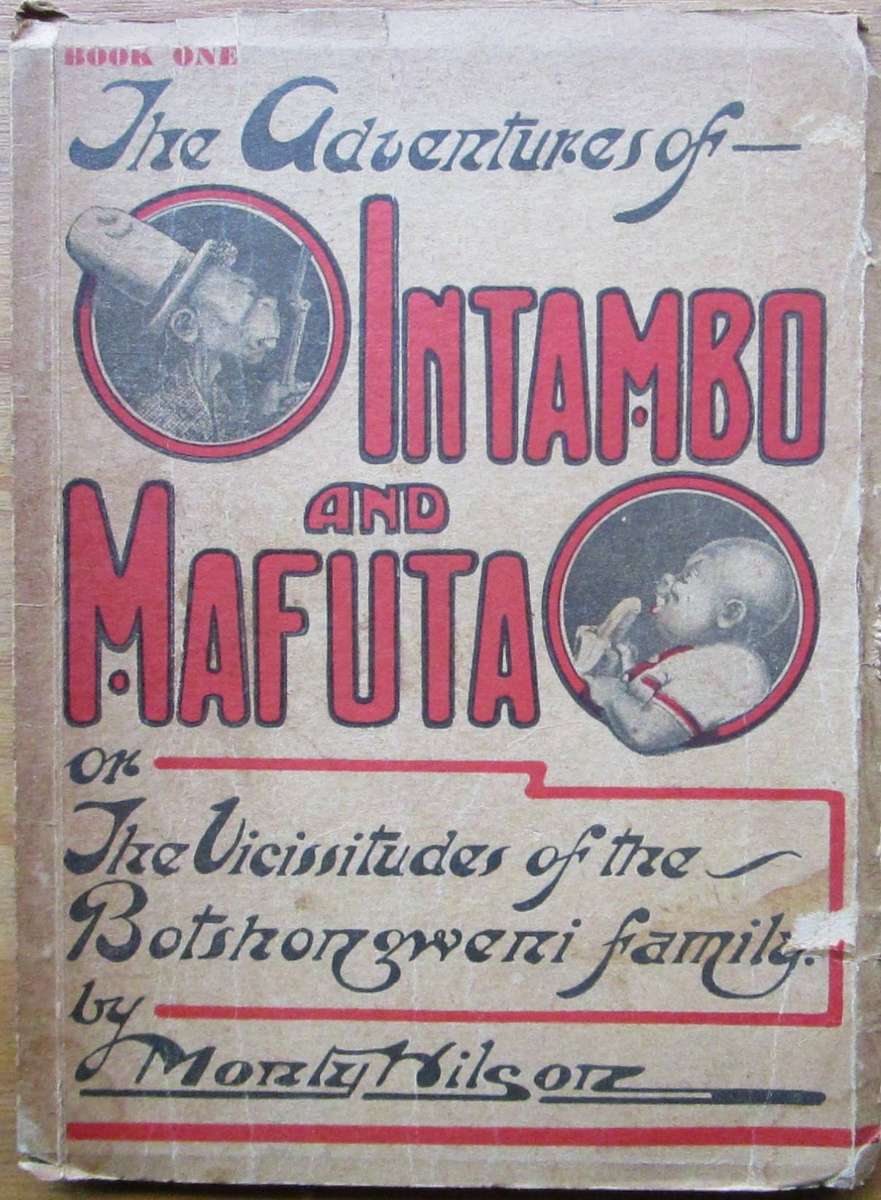 BOOK ONE
The Adventures of —
INTAMBO
AND
MAFUTA
or
The Vicissitudes of the
Botshongweni family.
by
Monty Wilson